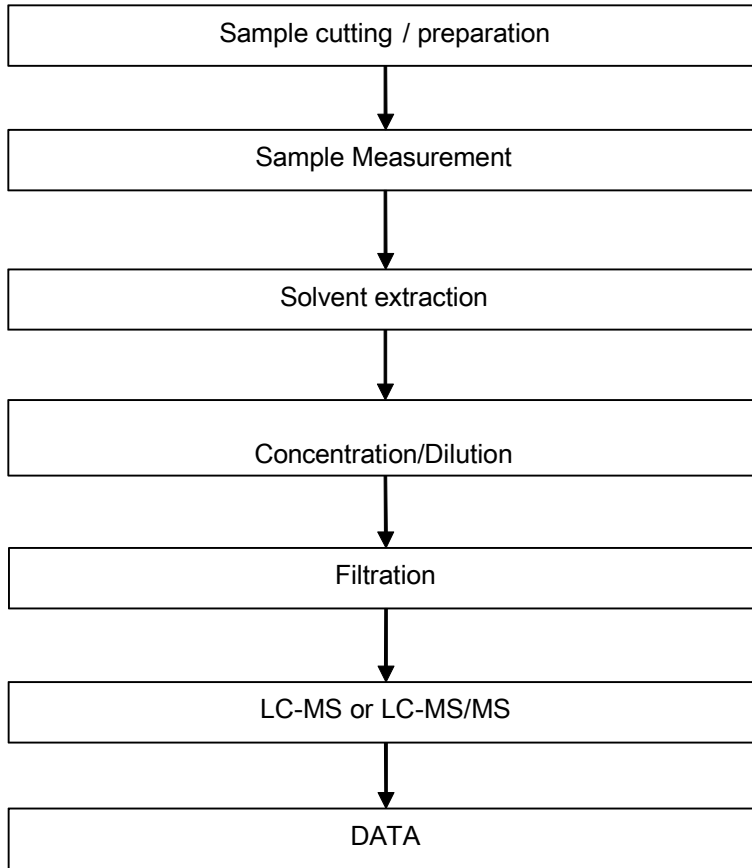 Sample cutting / preparation
Sample Measurement
Solvent extraction
Concentration/Dilution
Filtration
LC-MS or LC-MS/MS
DATA